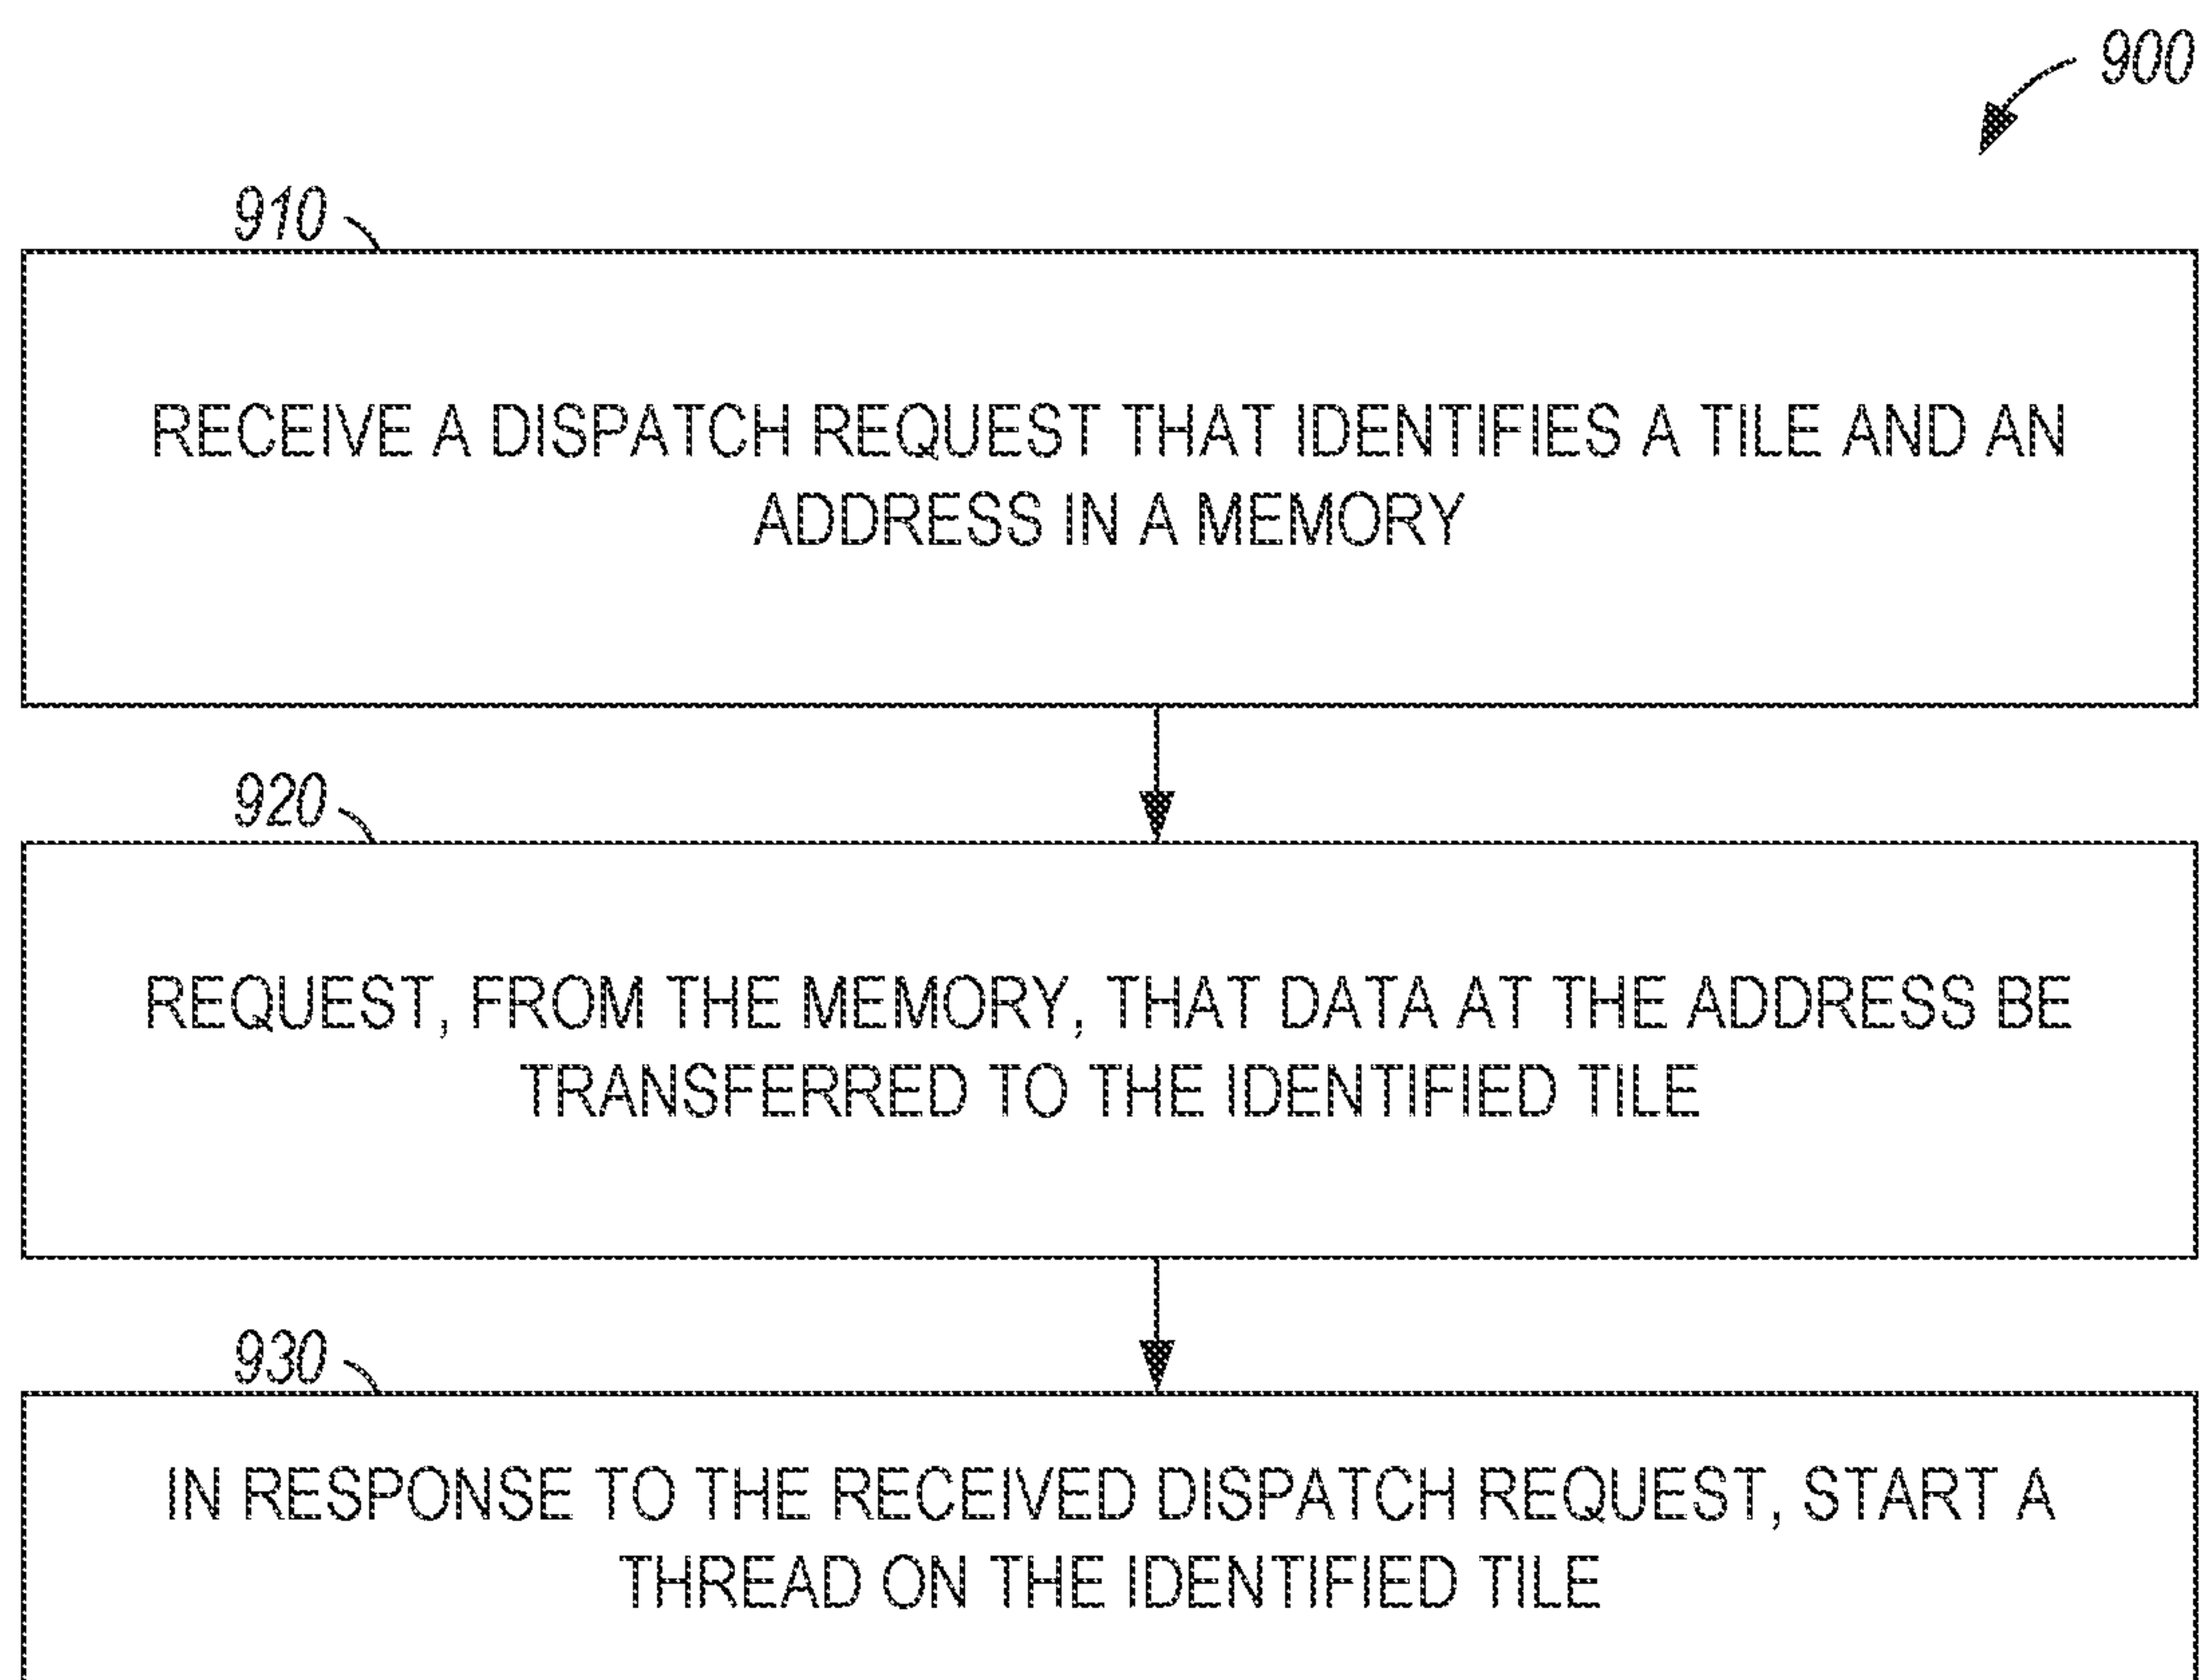 900
910
RECEIVE A DISPATCH REQUEST THAT IDENTIFIES A TILE AND AN
ADDRESS IN A MEMORY
920
REQUEST, FROM THE MEMORY, THAT DATA AT THE ADDRESS BE
TRANSFERRED TO THE IDENTIFIED TILE
930
IN RESPONSE TO THE RECEIVED DISPATCH REQUEST, START A
THREAD ON THE IDENTIFIED TILE